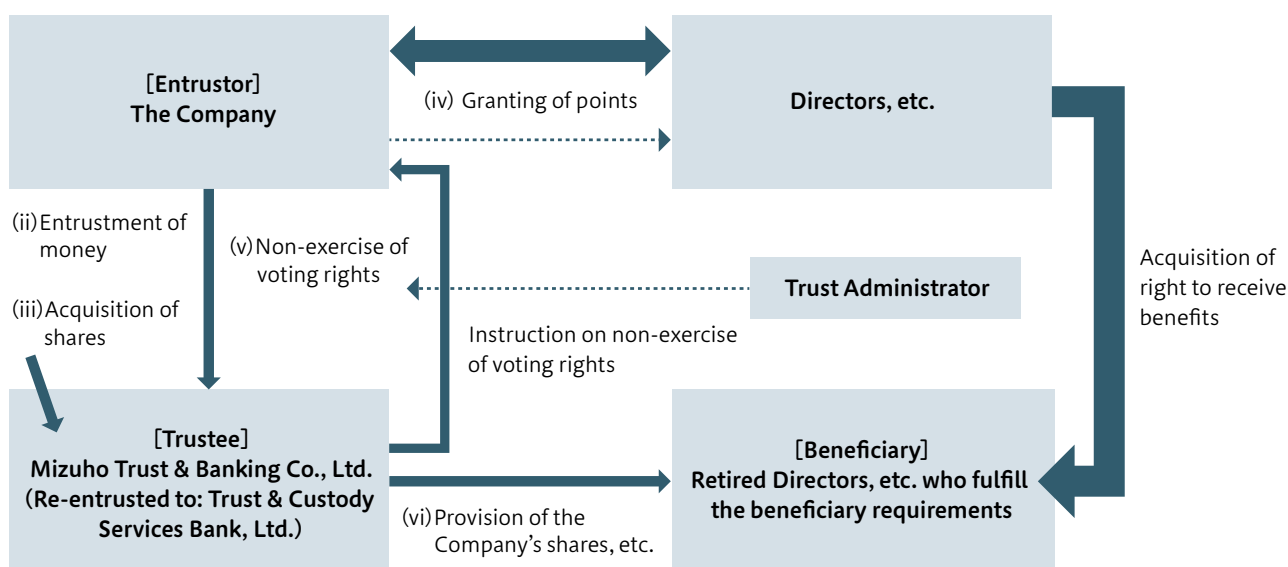 [Entrustor]
The Company
(iv) Granting of points
Directors, etc.
(ii) Entrustment of
money
(v) Non-exercise of
voting rights
(iii) Acquisition of
shares
Trust Administrator
Instruction on non-exercise
of voting rights
Acquisition of
right to receive
benefits
[Trustee]
Mizuho Trust & Banking Co., Ltd.
(Re-entrusted to: Trust & Custody
Services Bank, Ltd.)
(vi) Provision of the
Company’s shares, etc.
[Beneficiary]
Retired Directors, etc. who fulfill
the beneficiary requirements